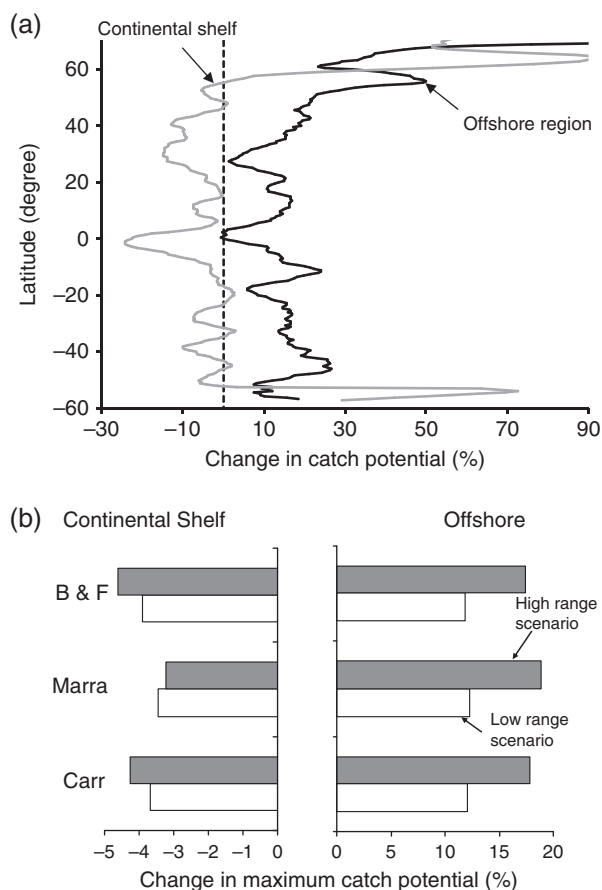 (a)
Continental shelf
60
40
20
0
–20
–40
–60
Latitude (degree)
Offshore region
–30 –10 10 30 50 70 90
Change in catch potential (%)
(b)
Continental Shelf Offshore
B & F
Marra
Carr
High range
scenario
Low range
scenario
–5 –4 –3 –2 –1 0 0 5 10 15 20
Change in maximum catch potential (%)